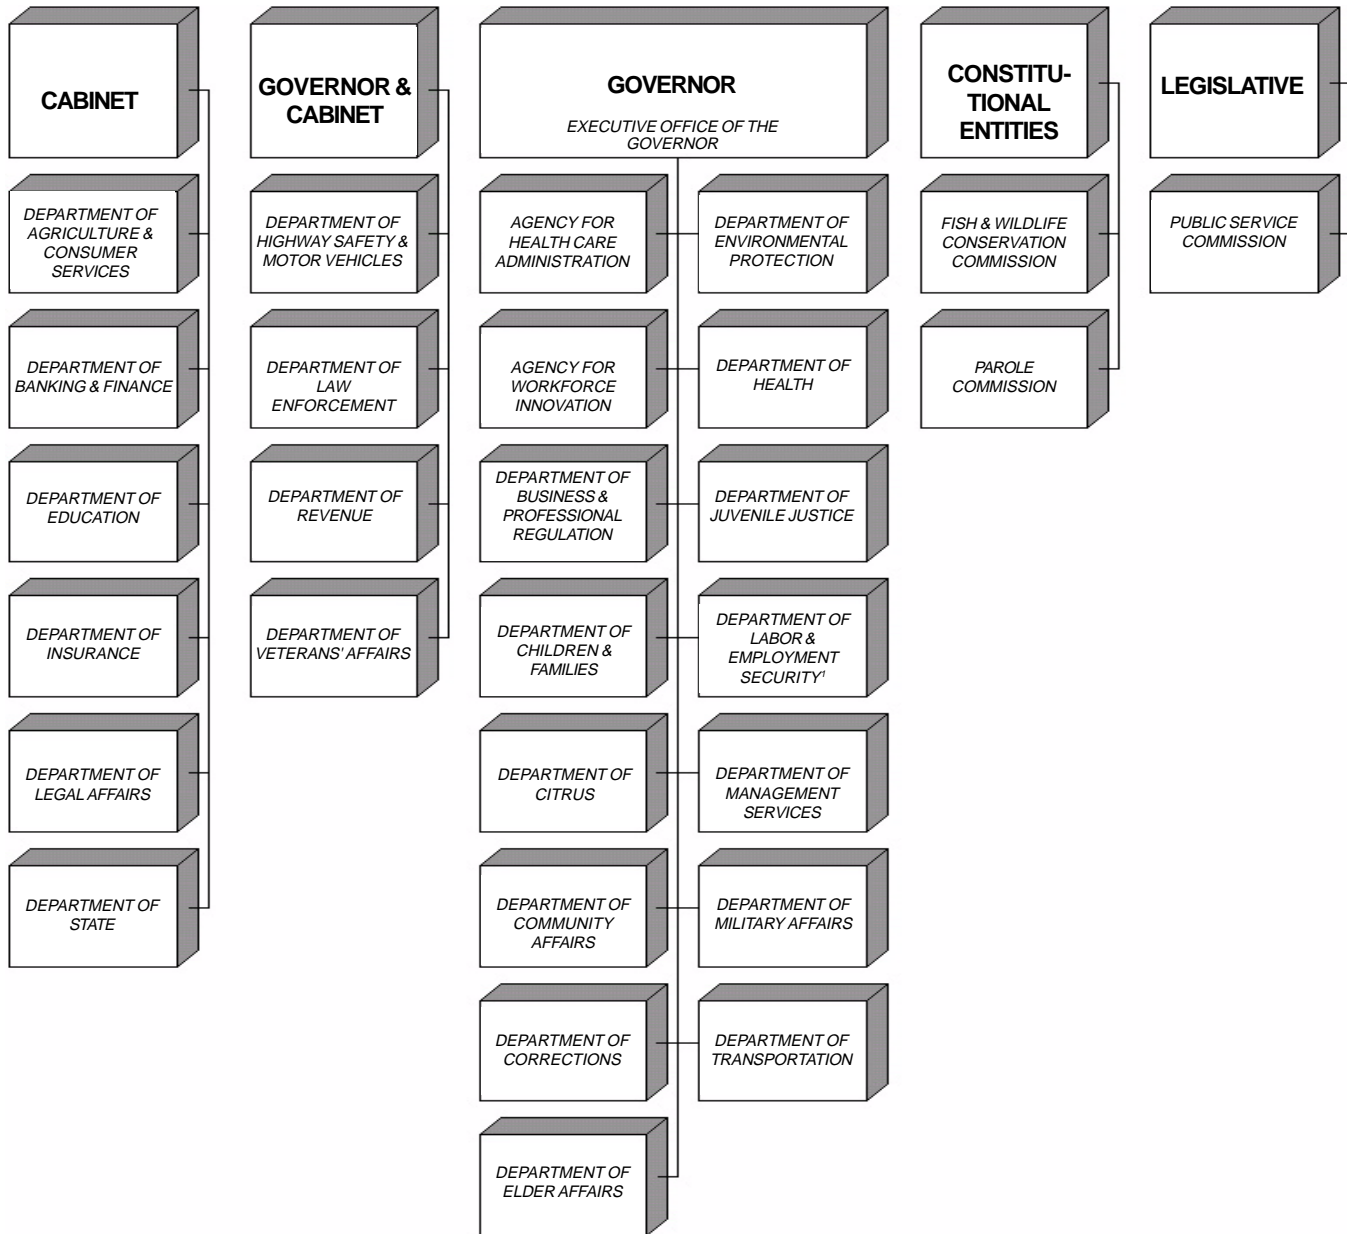 CABINET
DEPARTMENT OF
AGRICULTURE &
CONSUMER
SERVICES
DEPARTMENT OF
BANKING & FINANCE
DEPARTMENT OF
EDUCATION
DEPARTMENT OF
INSURANCE
DEPARTMENT OF
LEGAL AFFAIRS
DEPARTMENT OF
STATE
GOVERNOR &
CABINET
DEPARTMENT OF
HIGHWAY SAFETY &
MOTOR VEHICLES
DEPARTMENT OF
LAW
ENFORCEMENT
DEPARTMENT OF
REVENUE
DEPARTMENT OF
VETERANS' AFFAIRS
GOVERNOR
EXECUTIVE OFFICE OF THE
GOVERNOR
AGENCY FOR
HEALTH CARE
ADMINISTRATION
AGENCY FOR
WORKFORCE
INNOVATION
DEPARTMENT OF
BUSINESS &
PROFESSIONAL
REGULATION
DEPARTMENT OF
CHILDREN &
FAMILIES
DEPARTMENT OF
CITRUS
DEPARTMENT OF
COMMUNITY
AFFAIRS
DEPARTMENT OF
CORRECTIONS
DEPARTMENT OF
ELDER AFFAIRS
DEPARTMENT OF
ENVIRONMENTAL
PROTECTION
DEPARTMENT OF
HEALTH
DEPARTMENT OF
JUVENILE JUSTICE
DEPARTMENT OF
LABOR &
EMPLOYMENT
SECURITY¹
DEPARTMENT OF
MANAGEMENT
SERVICES
DEPARTMENT OF
MILITARY AFFAIRS
DEPARTMENT OF
TRANSPORTATION
CONSTITU-
TIONAL
ENTITIES
FISH & WILDLIFE
CONSERVATION
COMMISSION
PAROLE
COMMISSION
LEGISLATIVE
PUBLIC SERVICE
COMMISSION